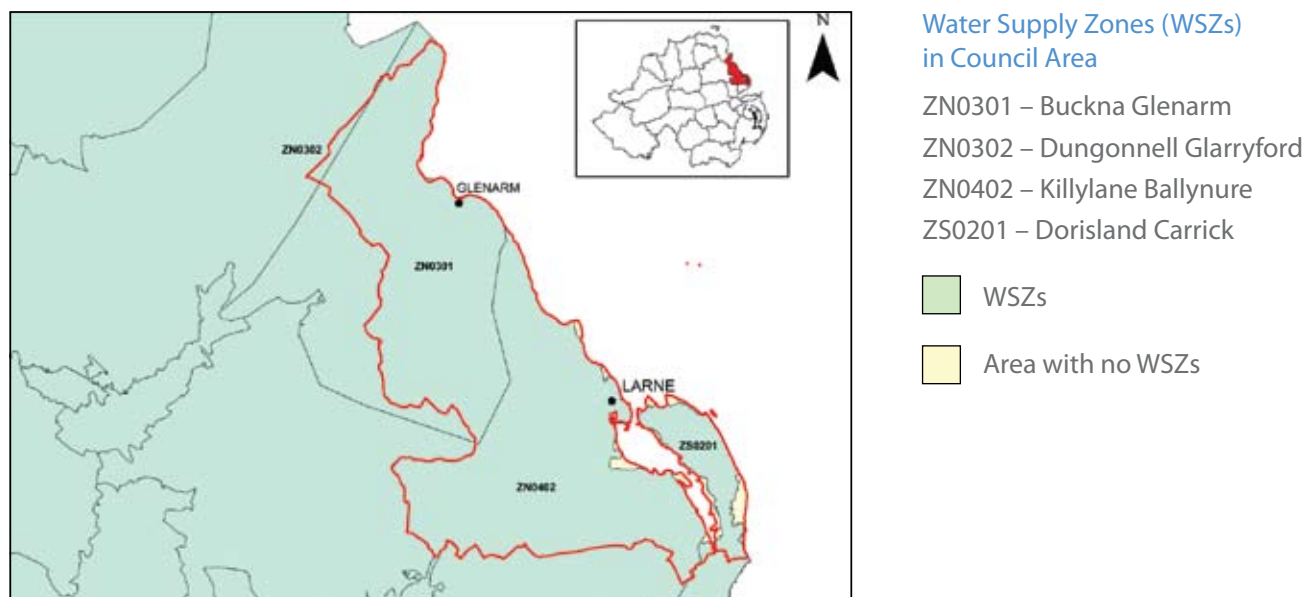 N
ZN0302
GLENARM
ZN0301
LARNE
ZS0201
ZN0402
Water Supply Zones (WSZs)
in Council Area
ZN0301 – Buckna Glenarm
ZN0302 – Dungonnell Glarryford
ZN0402 – Killylane Ballynure
ZS0201 – Dorisland Carrick
WSZs
Area with no WSZs